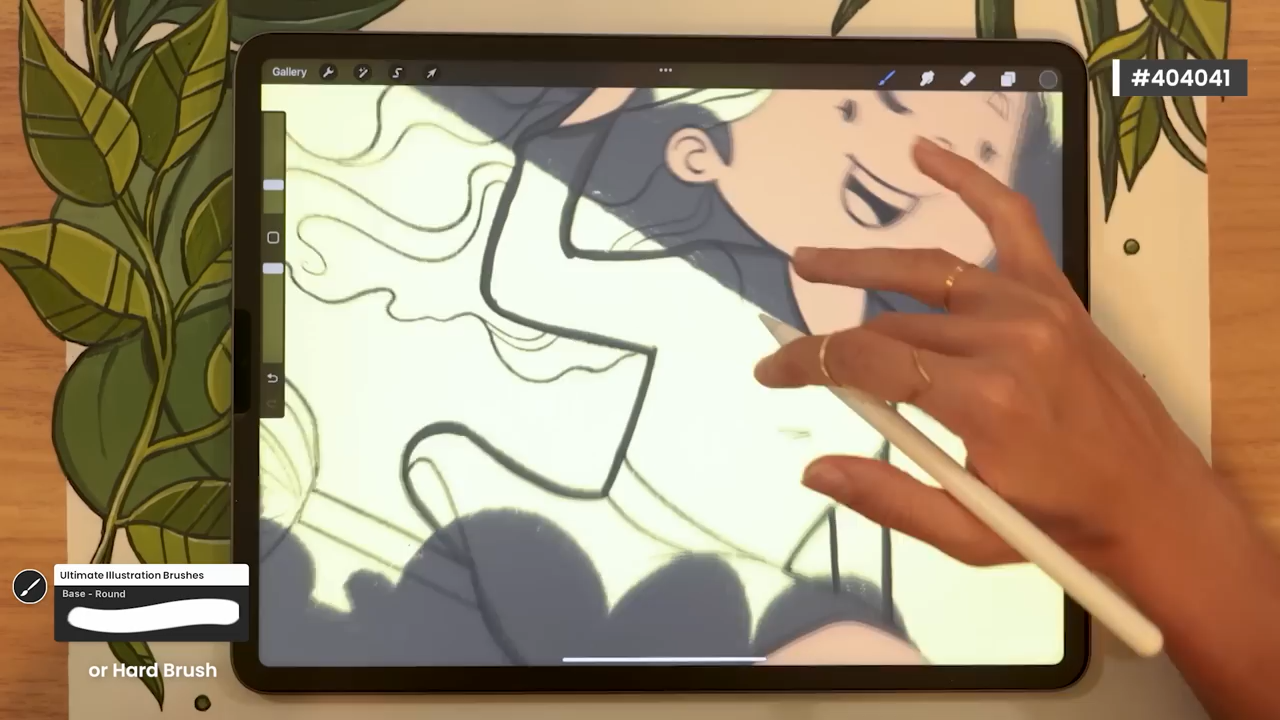 Gallery
#404041
Ultimate Illustration Brushes
Base - Round
or Hard Brush